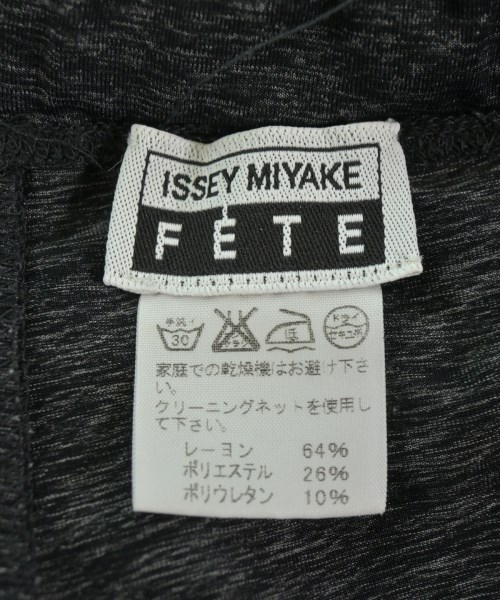 ISSEY MIYAKE
FÊTE
手洗イ
30
ドライ
セキユ系
家庭での乾燥機はお避け下さ
い。
クリーニングネットを使用し
て下さい。
レーヨン 64%
ポリエステル 26%
ポリウレタン 10%